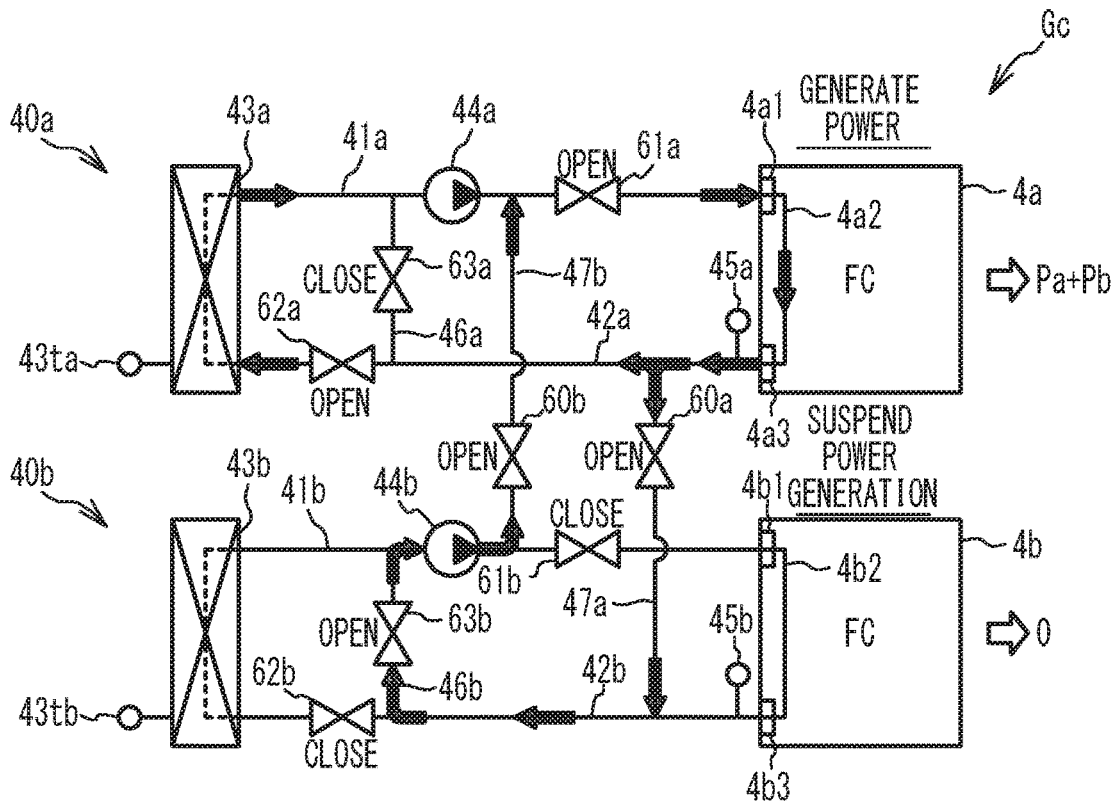 Gc
GENERATE
POWER
40a
43a
41a
44a
OPEN
61a
4a1
4a
4a2
CLOSE
63a
47b
45a
FC
Pa+Pb
62a
46a
42a
43ta
OPEN
60b
60a
4a3
SUSPEND
POWER
GENERATION
40b
43b
41b
44b
OPEN
OPEN
CLOSE
4b1
4b
61b
4b2
OPEN
63b
47a
45b
FC
0
62b
46b
42b
43tb
CLOSE
4b3